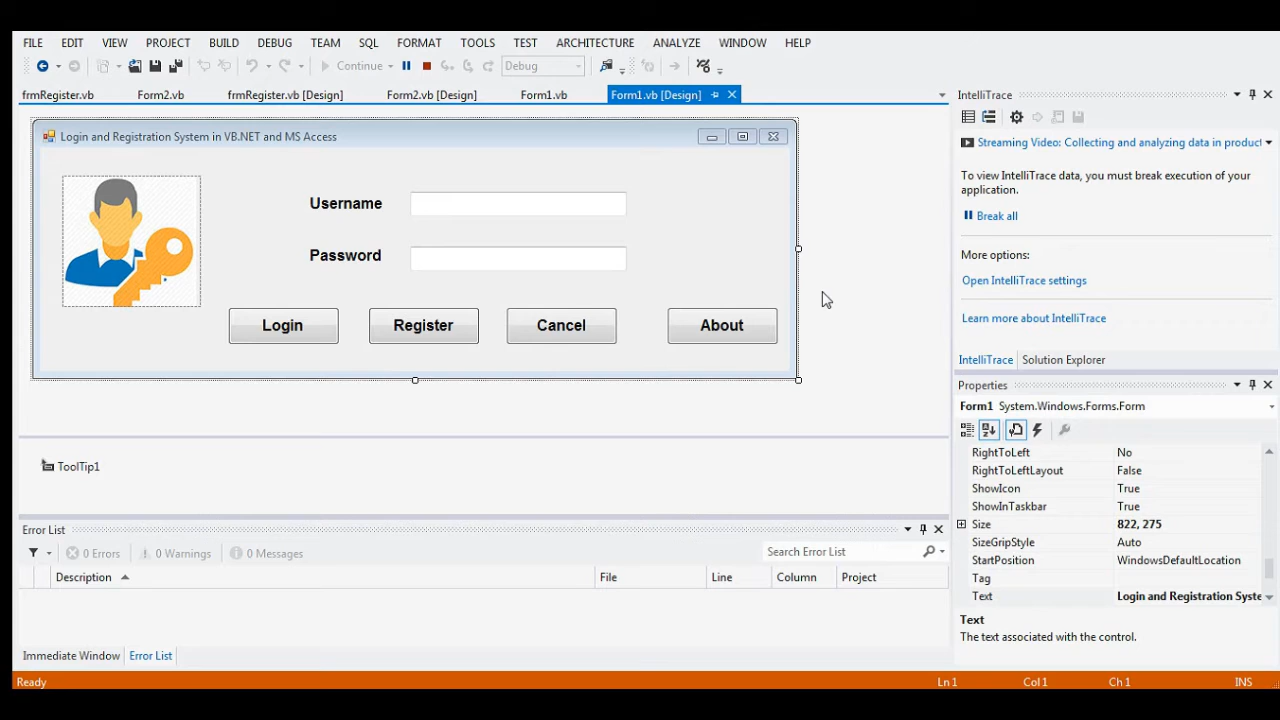 FILE EDIT VIEW PROJECT BUILD DEBUG TEAM SQL FORMAT TOOLS TEST ARCHITECTURE ANALYZE WINDOW HELP
Continue Debug
frmRegister.vb Form2.vb frmRegister.vb [Design] Form2.vb [Design] Form1.vb Form1.vb [Design]
Login and Registration System in VB.NET and MS Access
Username
Password
Login Register Cancel About
ToolTip1
Error List
0 Errors 0 Warnings 0 Messages Search Error List
Description File Line Column Project
Immediate Window Error List
IntelliTrace
Streaming Video: Collecting and analyzing data in product
To view IntelliTrace data, you must break execution of your
application.
Break all
More options:
Open IntelliTrace settings
Learn more about IntelliTrace
IntelliTrace Solution Explorer
Properties
Form1 System.Windows.Forms.Form
RightToLeft No
RightToLeftLayout False
ShowIcon True
ShowInTaskbar True
Size 822, 275
SizeGripStyle Auto
StartPosition WindowsDefaultLocation
Tag
Text Login and Registration Syste
Text
The text associated with the control.
Ready Ln 1 Col 1 Ch 1 INS